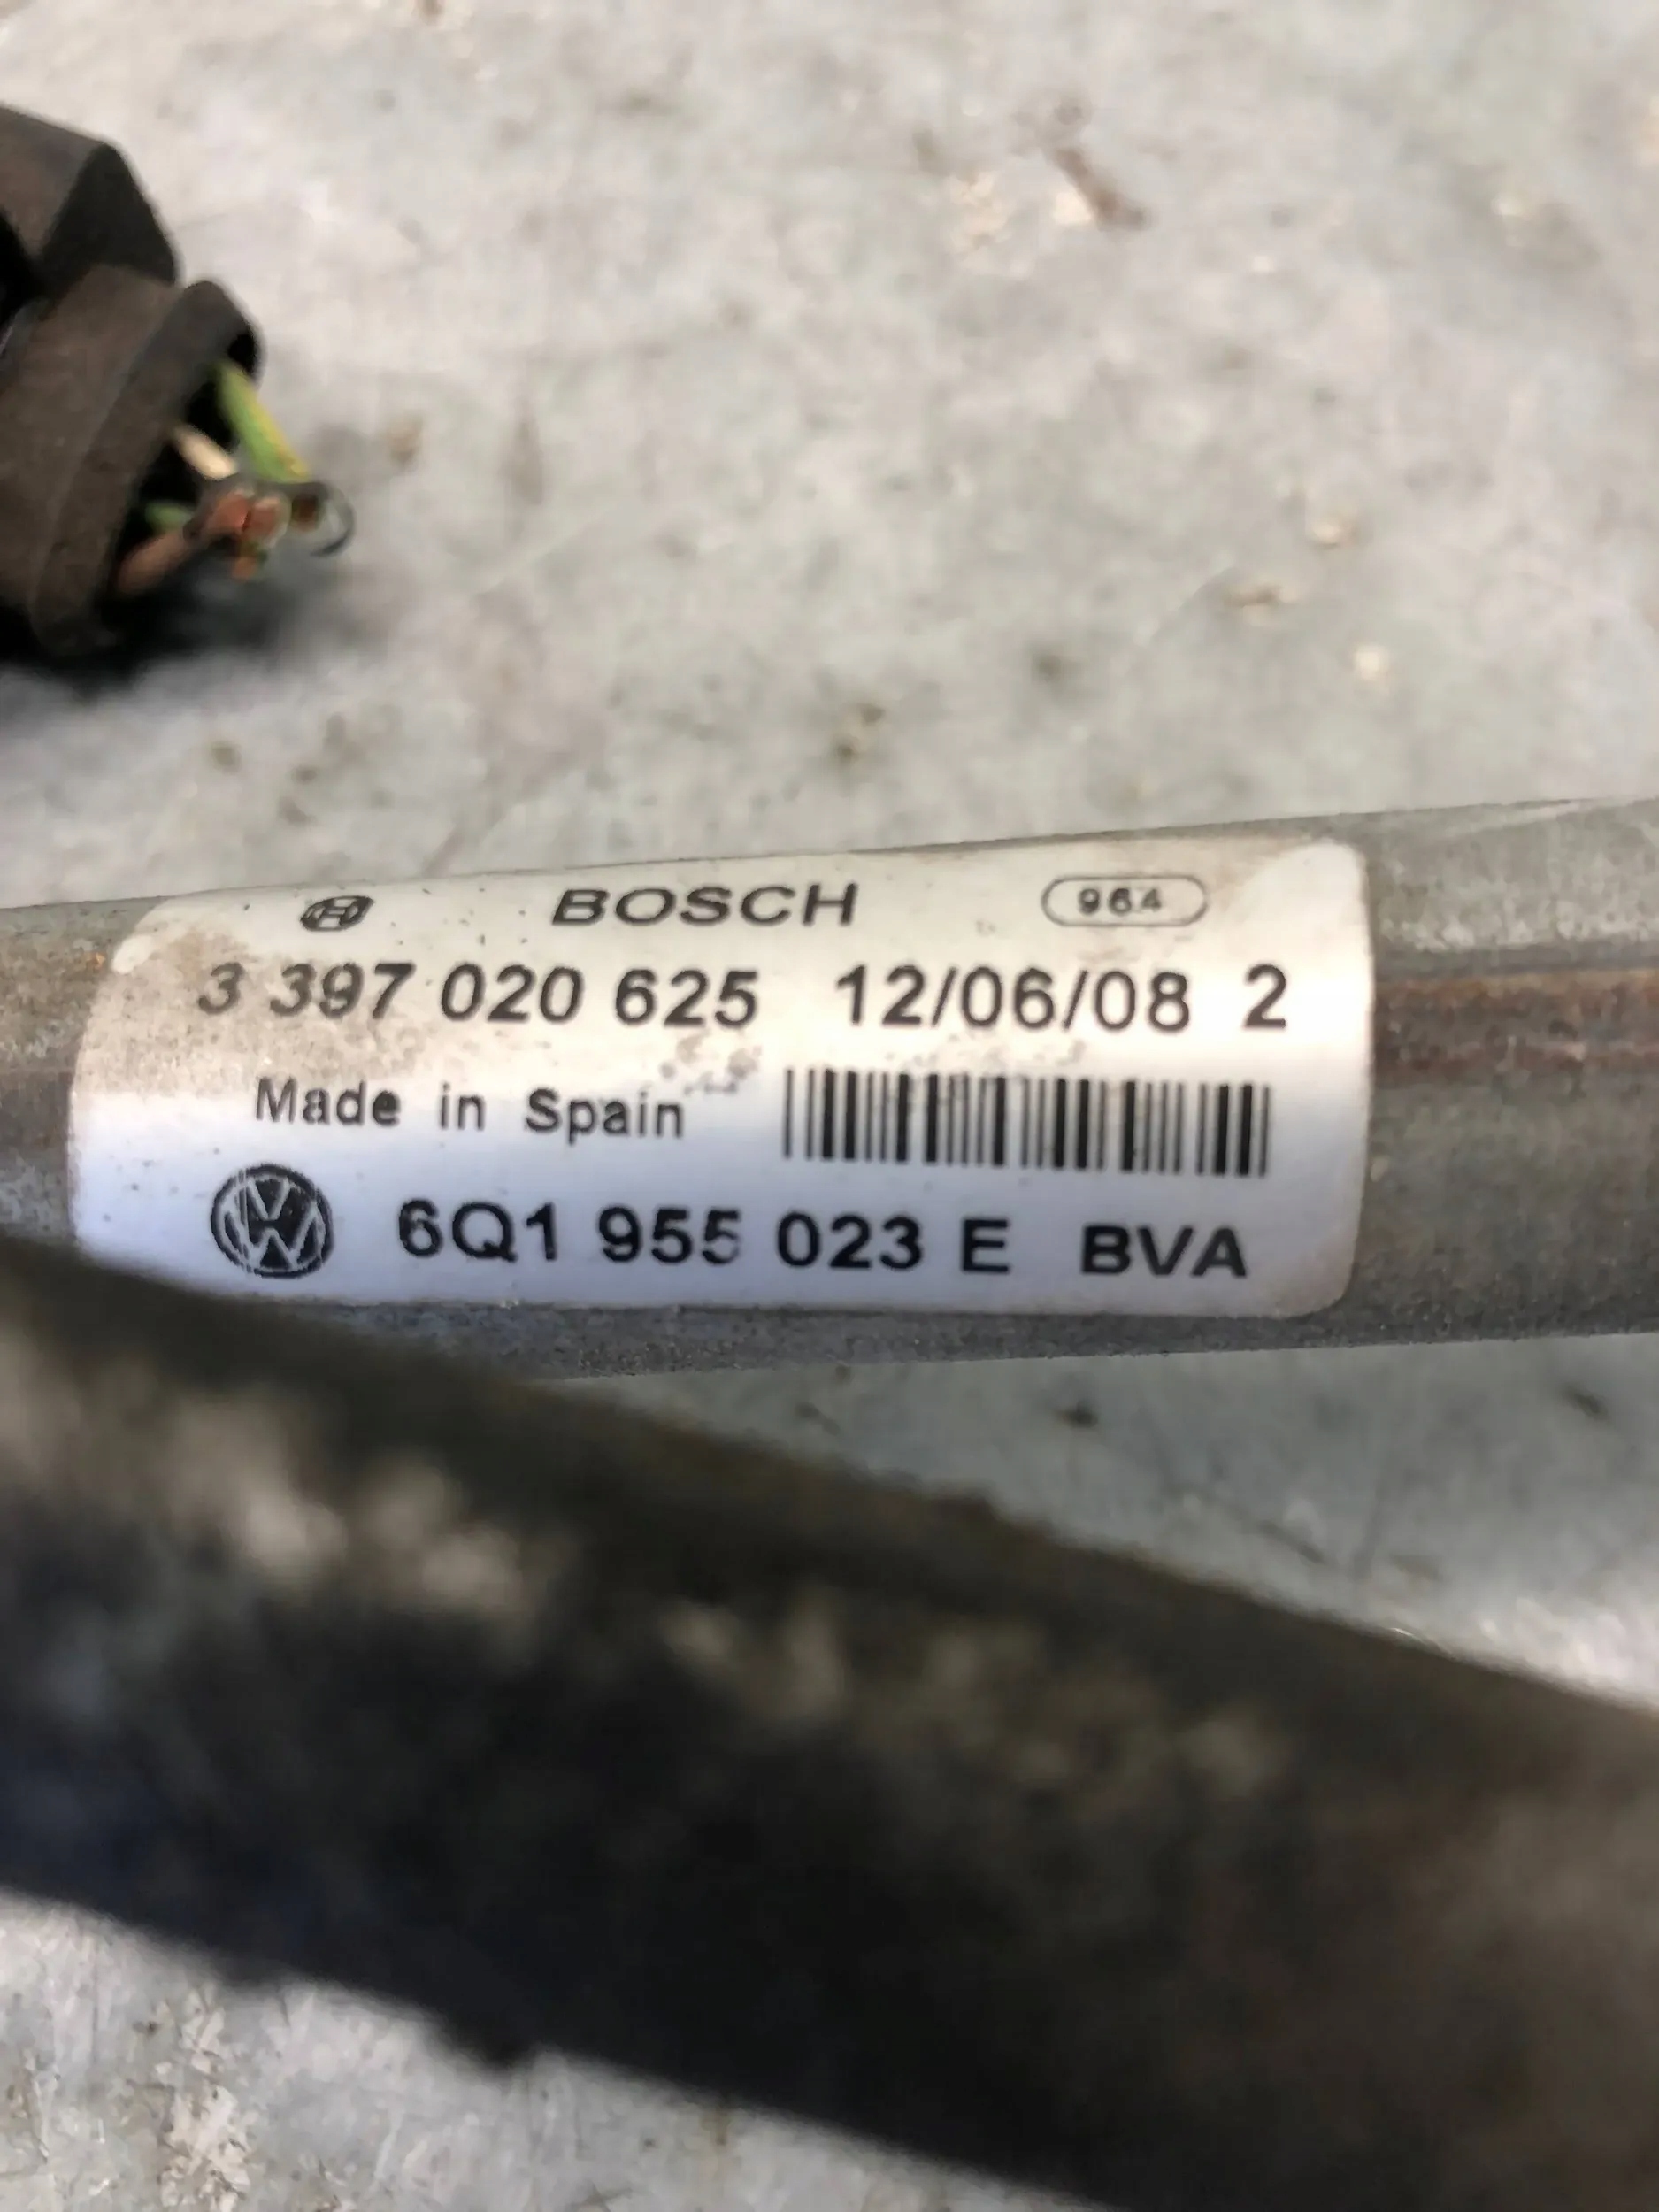 BOSCH 964
3 397 020 625 12/06/08 2
Made in Spain
6Q1 955 023 E BVA